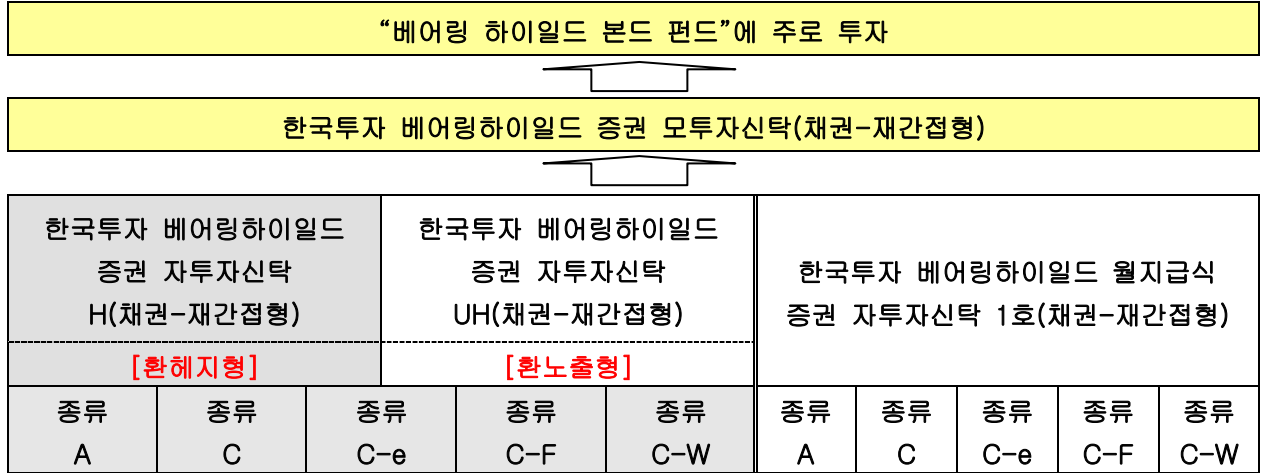 “베어링 하이일드 본드 펀드”에 주로 투자
한국투자 베어링하이일드 증권 모투자신탁(채권-재간접형)
한국투자 베어링하이일드
증권 자투자신탁
H(채권-재간접형)
[환헤지형]
한국투자 베어링하이일드
증권 자투자신탁
UH(채권-재간접형)
[환노출형]
한국투자 베어링하이일드 월지급식
증권 자투자신탁 1호(채권-재간접형)
종류 종류 종류 종류 종류 종류 종류 종류 종류 종류
A C C-e C-F C-W A C C-e C-F C-W